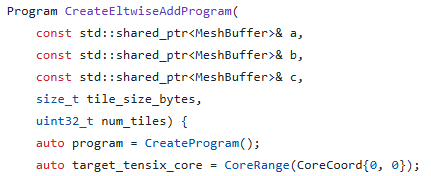 Program CreateEltwiseAddProgram(
    const std::shared_ptr<MeshBuffer>& a,
    const std::shared_ptr<MeshBuffer>& b,
    const std::shared_ptr<MeshBuffer>& c,
    size_t tile_size_bytes,
    uint32_t num_tiles) {
    auto program = CreateProgram();
    auto target_tensix_core = CoreRange(CoreCoord{0, 0});